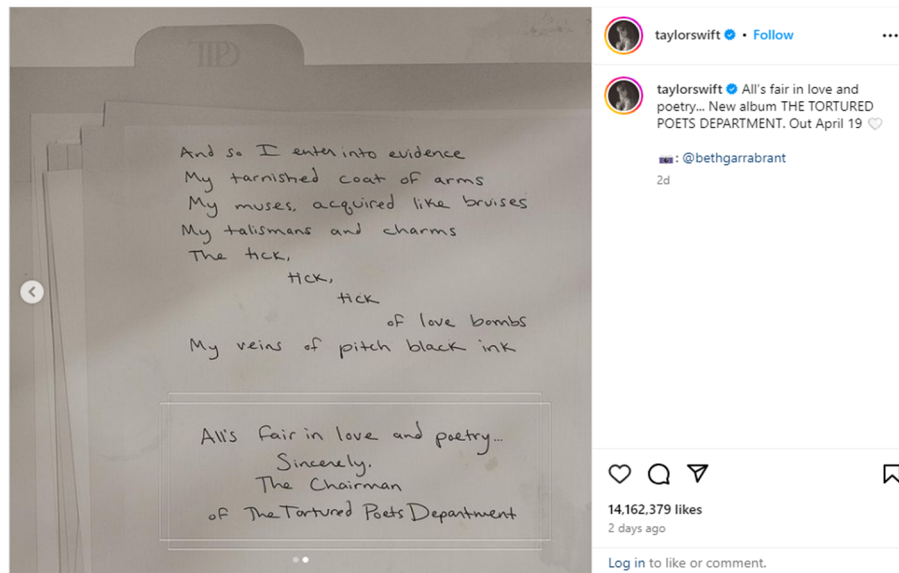 TTPD
And so I enter into evidence
My tarnished coat of arms
My muses, acquired like bruises
My talismans and charms
The tick,
tick,
tick
of love bombs
My veins of pitch black ink
All's fair in love and poetry...
Sincerely,
The Chairman
of The Tortured Poets Department
taylorswift • Follow
taylorswift All's fair in love and
poetry... New album THE TORTURED
POETS DEPARTMENT. Out April 19 🤍
📷: @bethgarrabrant
2d
14,162,379 likes
2 days ago
Log in to like or comment.